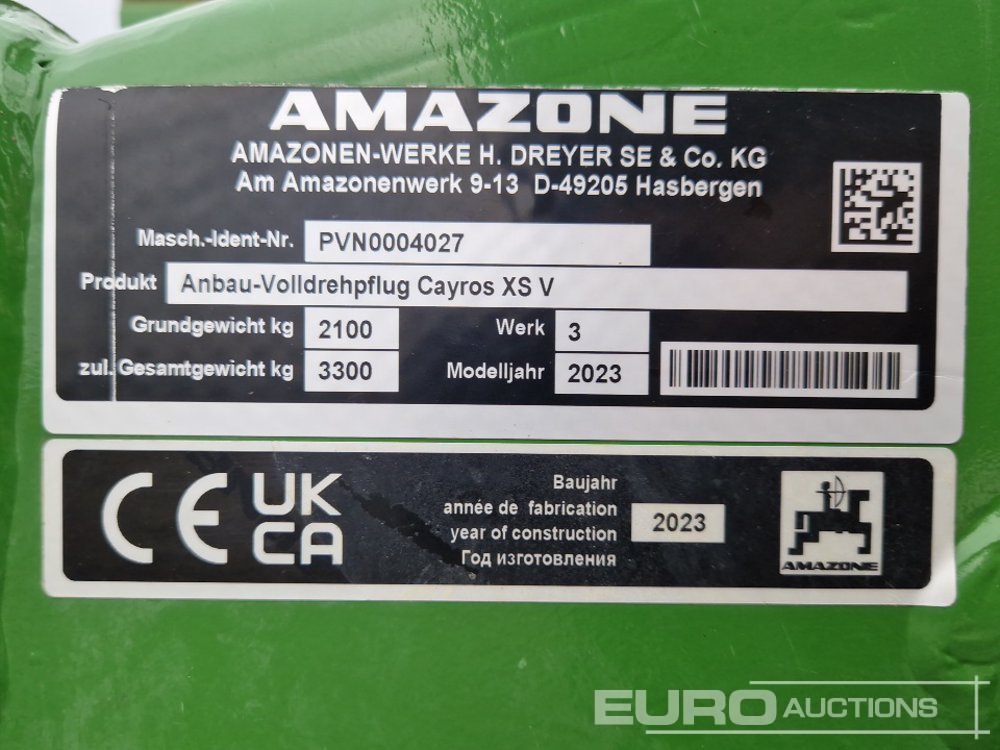 AMAZONE
AMAZONEN-WERKE H. DREYER SE & Co. KG
Am Amazonenwerk 9-13 D-49205 Hasbergen
Masch.-Ident-Nr. PVN0004027
Produkt Anbau-Volldrehpflug Cayros XS V
Grundgewicht kg 2100 Werk 3
zul. Gesamtgewicht kg 3300 Modelljahr 2023
CE UK CA
Baujahr
année de fabrication
year of construction
Год изготовления
2023
AMAZONE
EURO AUCTIONS